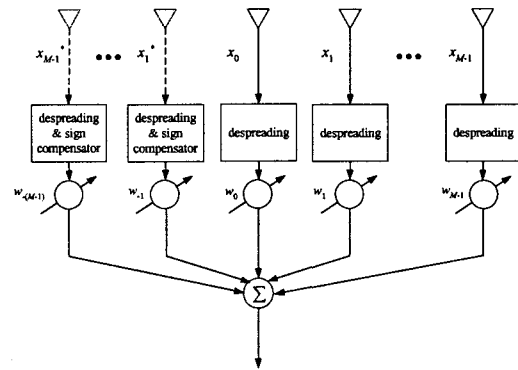 x_{M-1}* ●●● x_1* x_0 x_1 ●●● x_{M-1}
despreading & sign compensator
despreading & sign compensator
despreading
despreading
despreading
w_{-(M-1)} w_{-1} w_0 w_1 w_{M-1}
Σ